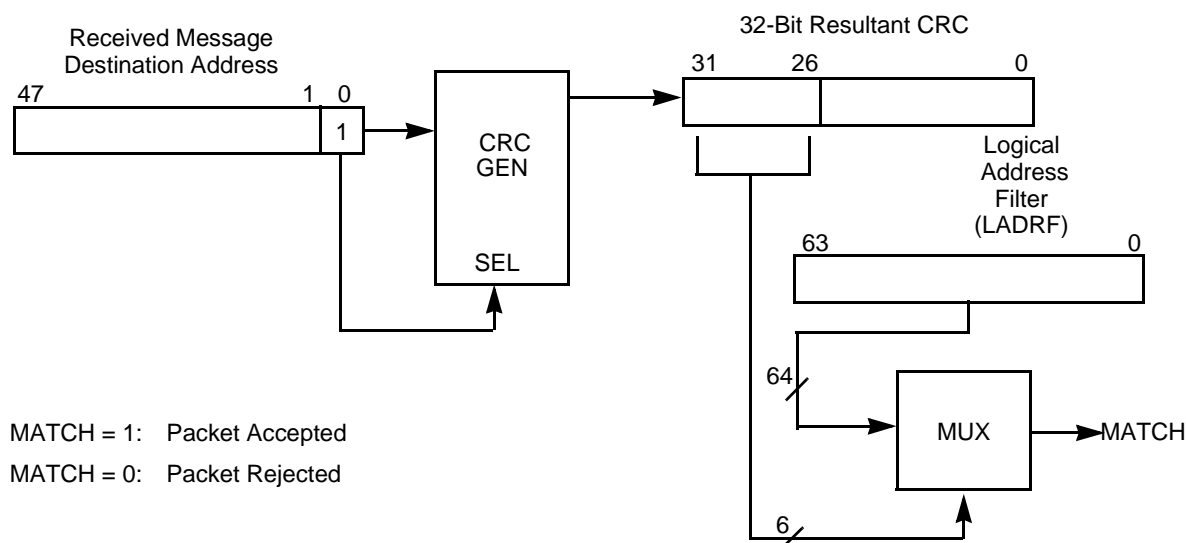 32-Bit Resultant CRC
Received Message
Destination Address
31 26 0
47 1 0
1
CRC
GEN
SEL
Logical
Address
Filter
(LADRF)
63 0
64
MUX
MATCH
6
MATCH = 1: Packet Accepted
MATCH = 0: Packet Rejected